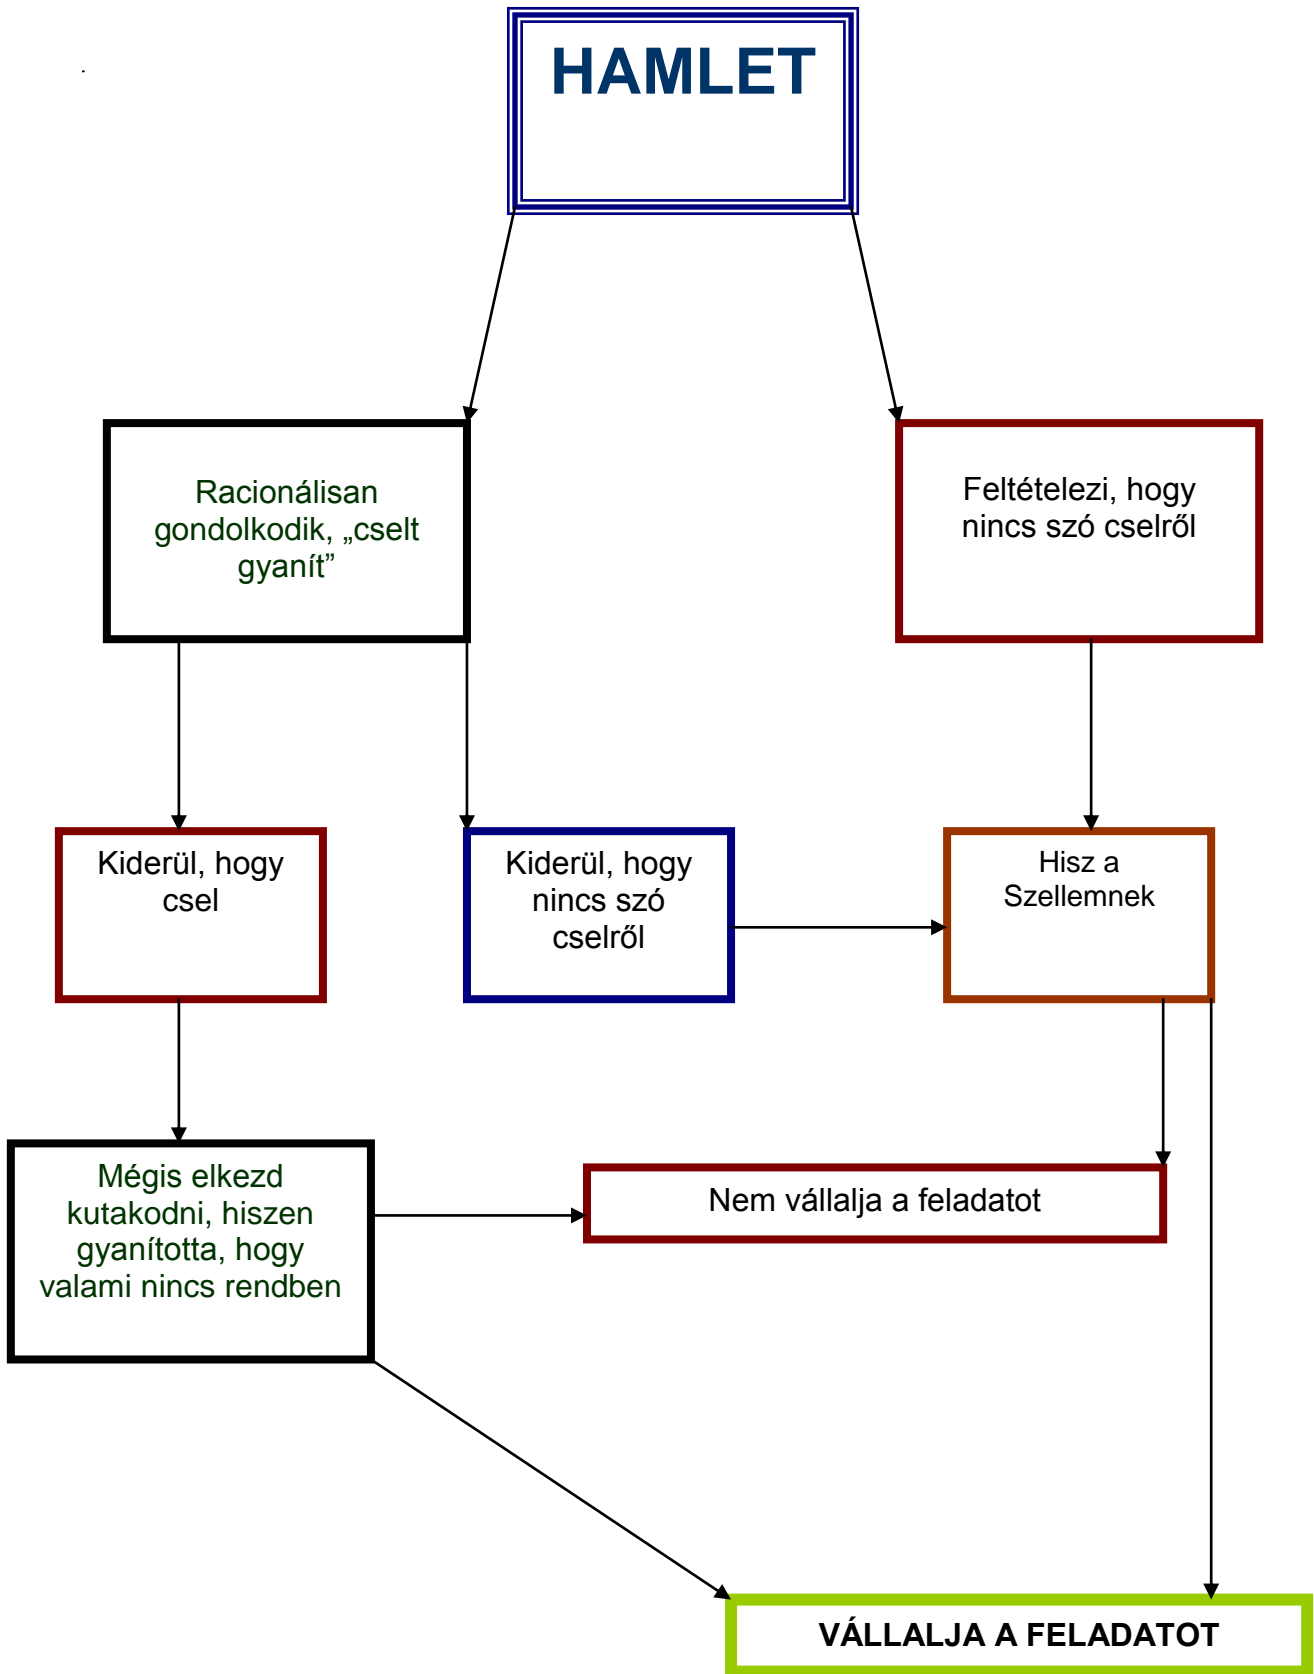 HAMLET
Racionálisan
gondolkodik, „cselt
gyanít”
Feltételezi, hogy
nincs szó cselről
Kiderül, hogy
csel
Kiderül, hogy
nincs szó
cselről
Hisz a
Szellemnek
Mégis elkezd
kutakodni, hiszen
gyanította, hogy
valami nincs rendben
Nem vállalja a feladatot
VÁLLALJA A FELADATOT